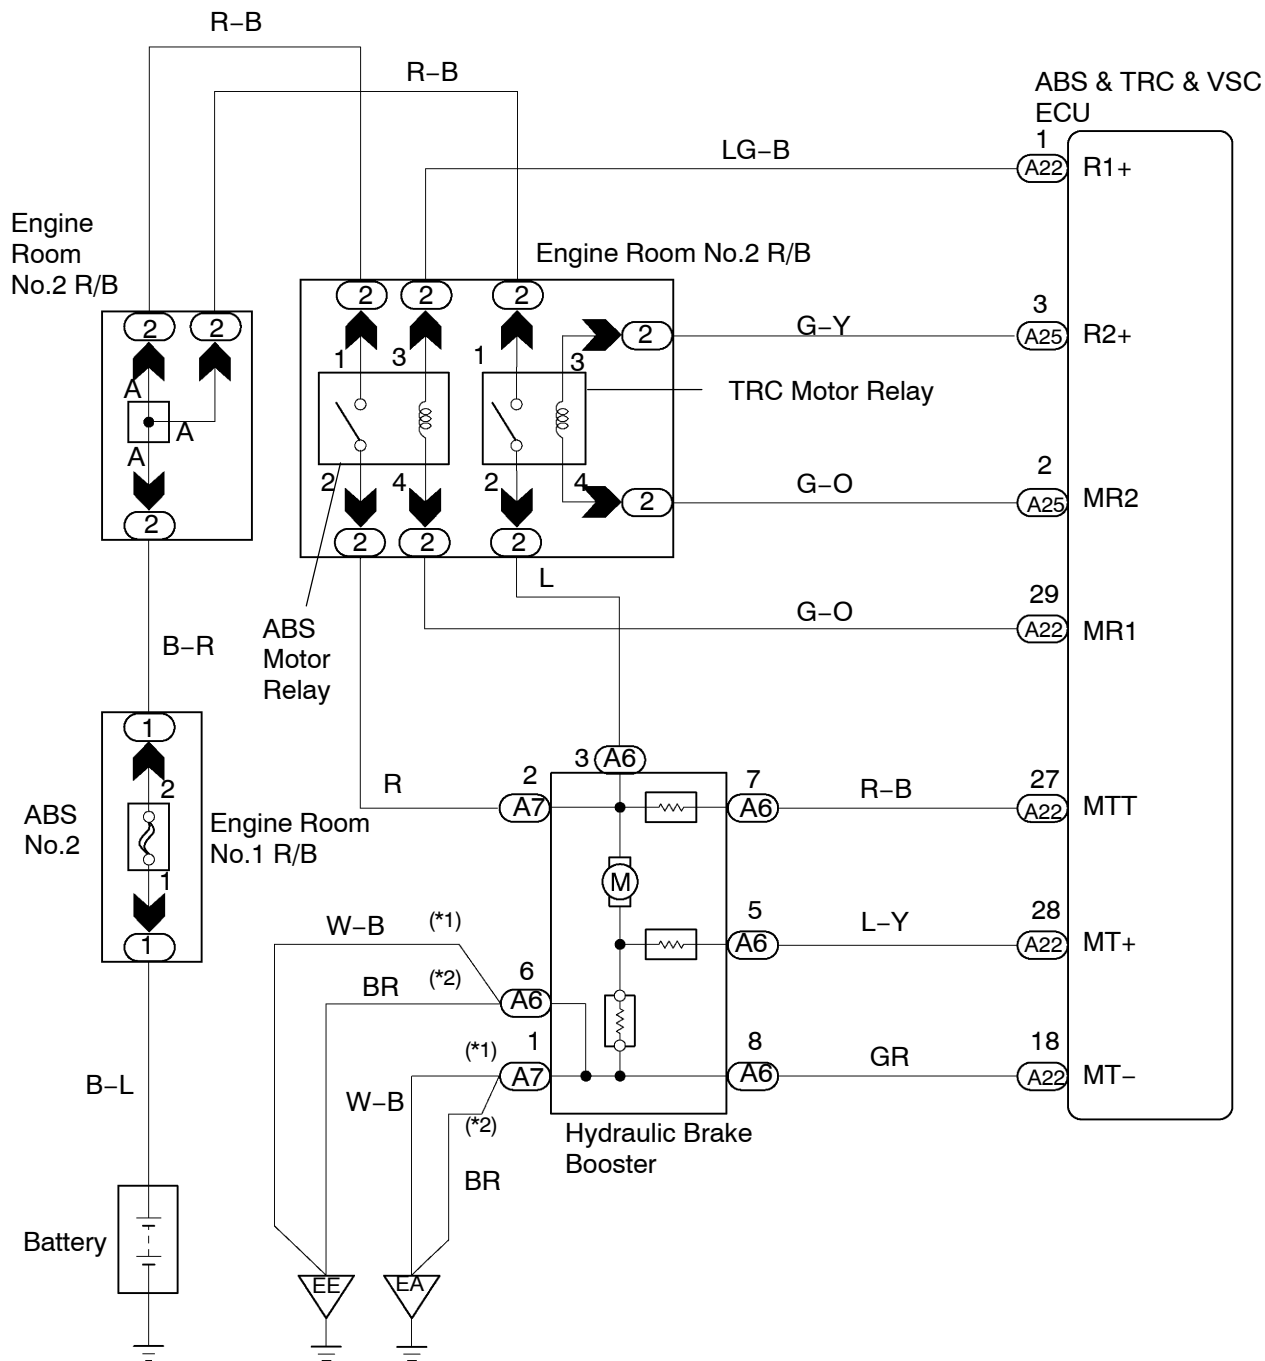 R–B
R–B
ABS & TRC & VSC
ECU
1
LG–B
A22
R1+
Engine
Room
No.2 R/B
Engine Room No.2 R/B
2
2
2
3
2
2
G–Y
2
A25
R2+
1
3
1
3
A
TRC Motor Relay
A
A
2
2
4
2
4
G–O
2
2
A25
MR2
2
2
2
L
29
G–O
A22
MR1
ABS
Motor
Relay
B–R
1
3
A6
2
ABS
No.2
Engine Room
No.1 R/B
R
2
A7
7
A6
R–B
27
A22
MTT
1
M
W–B
(*1)
5
A6
L–Y
28
A22
MT+
1
BR
(*2)
6
A6
(*1)
1
A7
8
A6
GR
18
A22
MT–
B–L
W–B
(*2)
BR
Hydraulic Brake
Booster
Battery
EE
EA